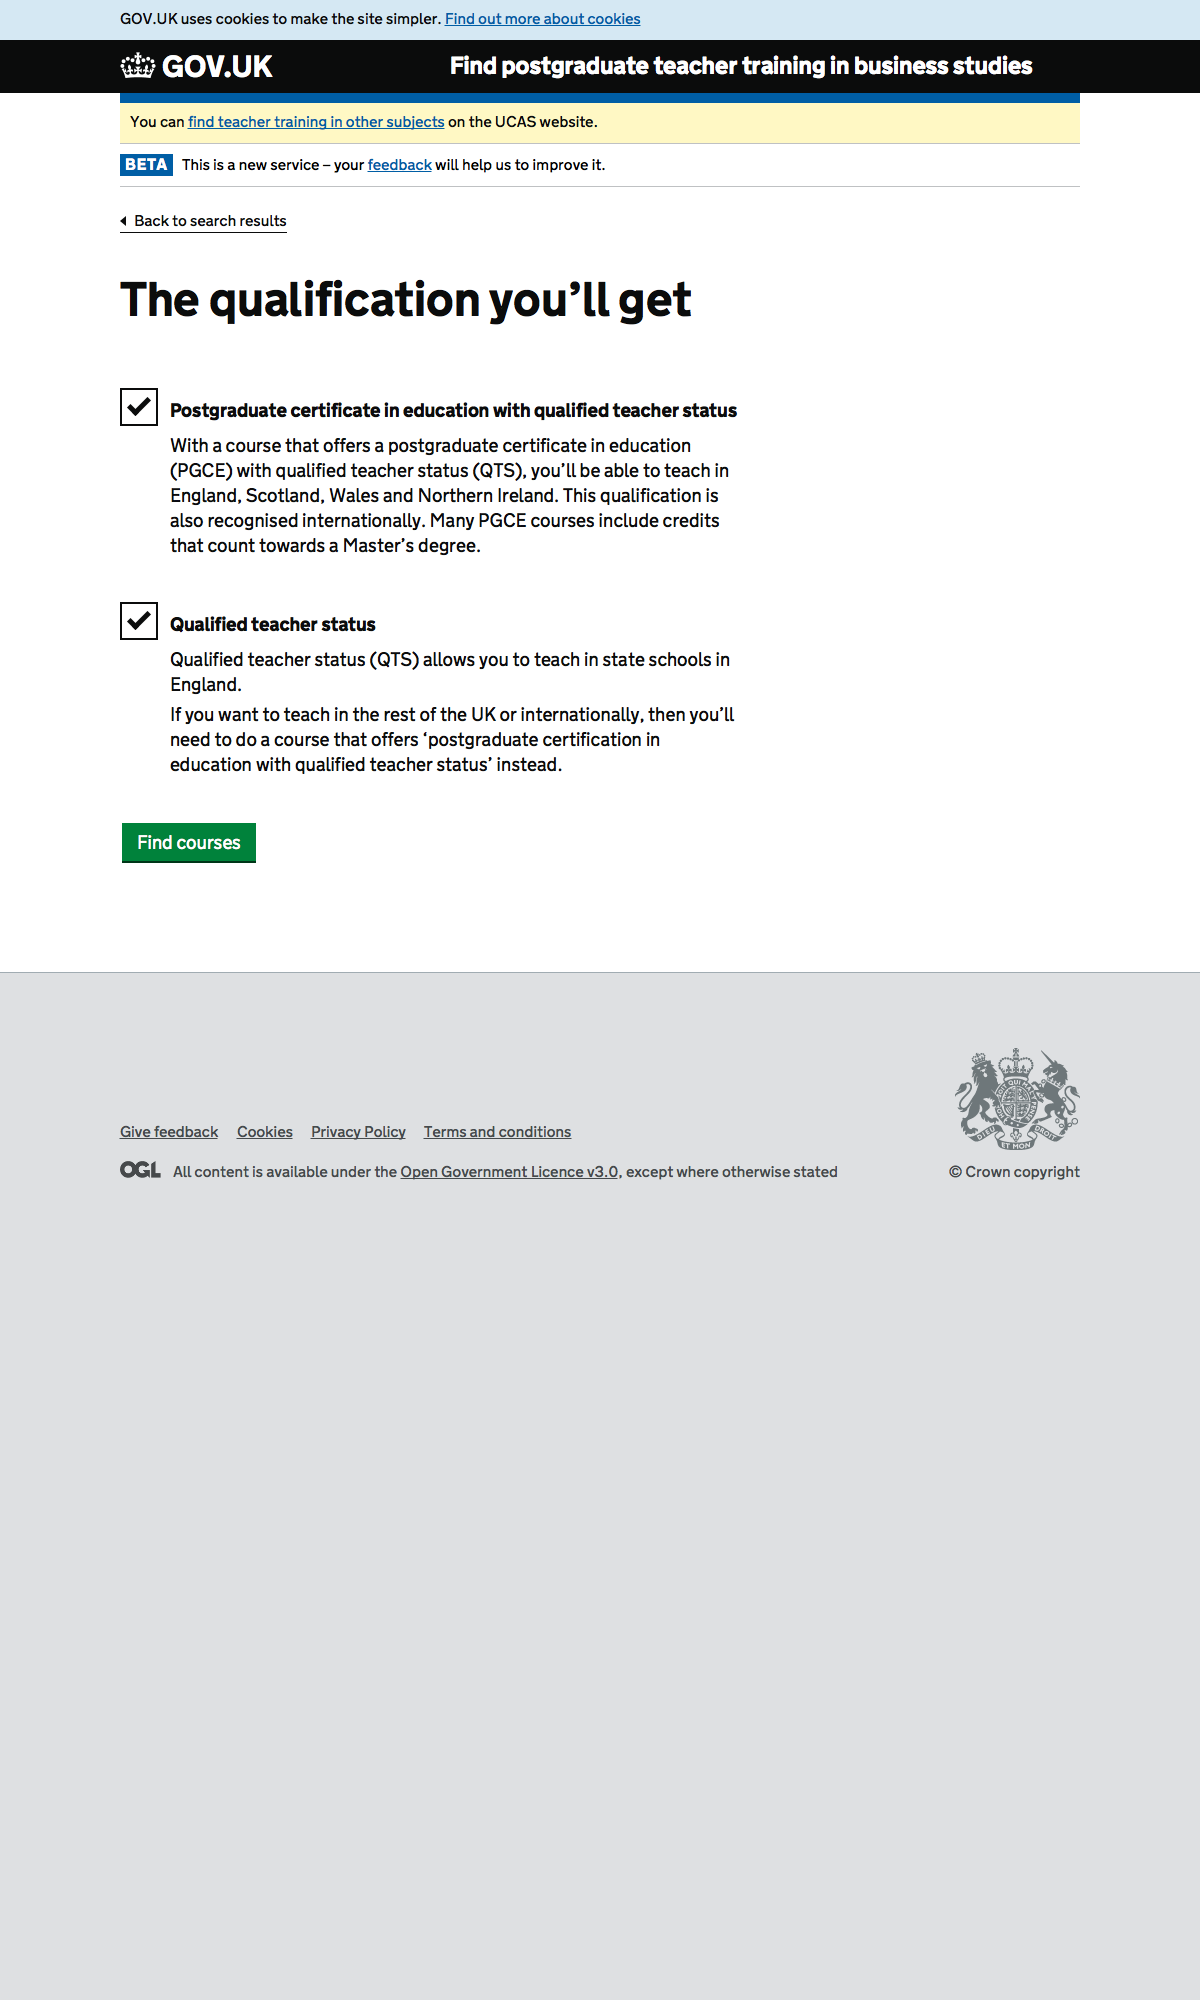 GOV.UK uses cookies to make the site simpler. Find out more about cookies
GOV.UK
Find postgraduate teacher training in business studies
You can find teacher training in other subjects on the UCAS website.
BETA This is a new service – your feedback will help us to improve it.
Back to search results
The qualification you’ll get
Postgraduate certificate in education with qualified teacher status
With a course that offers a postgraduate certificate in education
(PGCE) with qualified teacher status (QTS), you’ll be able to teach in
England, Scotland, Wales and Northern Ireland. This qualification is
also recognised internationally. Many PGCE courses include credits
that count towards a Master’s degree.
Qualified teacher status
Qualified teacher status (QTS) allows you to teach in state schools in
England.
If you want to teach in the rest of the UK or internationally, then you’ll
need to do a course that offers ‘postgraduate certification in
education with qualified teacher status’ instead.
Find courses
Give feedback Cookies Privacy Policy Terms and conditions
OGL All content is available under the Open Government Licence v3.0, except where otherwise stated
DIEU ET MON DROIT
© Crown copyright